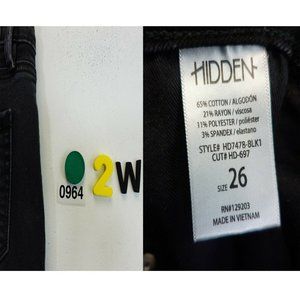 0964
2W
HIDDEN
65% COTTON / ALGODÓN
21% RAYON / viscosa
11% POLYESTER / poliéster
3% SPANDEX / elastano
STYLE# HD7478-BLK1
CUT# HD-697
SIZE 26
RN#129203
MADE IN VIETNAM